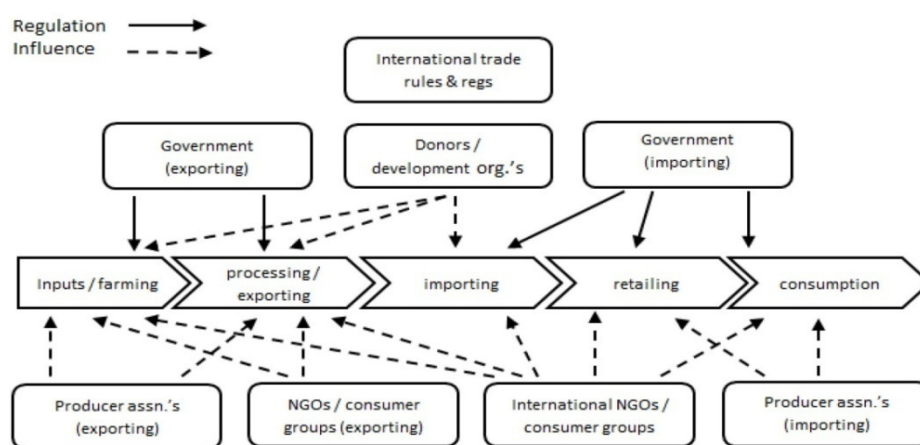 Regulation
Influence
International trade
rules & regs
Government
(exporting)
Donors /
development org.'s
Government
(importing)
Inputs / farming
processing /
exporting
importing
retailing
consumption
Producer assn.'s
(exporting)
NGOs / consumer
groups (exporting)
International NGOs /
consumer groups
Producer assn.'s
(importing)